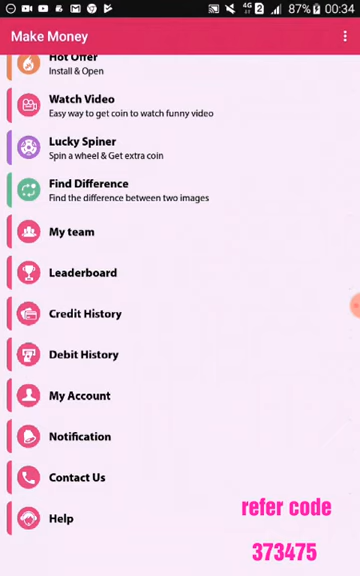 4G 2 87% 00:34
Make Money
Hot Offer
Install & Open
Watch Video
Easy way to get coin to watch funny video
Lucky Spiner
Spin a wheel & Get extra coin
Find Difference
Find the difference between two images
My team
Leaderboard
Credit History
Debit History
My Account
Notification
Contact Us
Help
refer code
373475